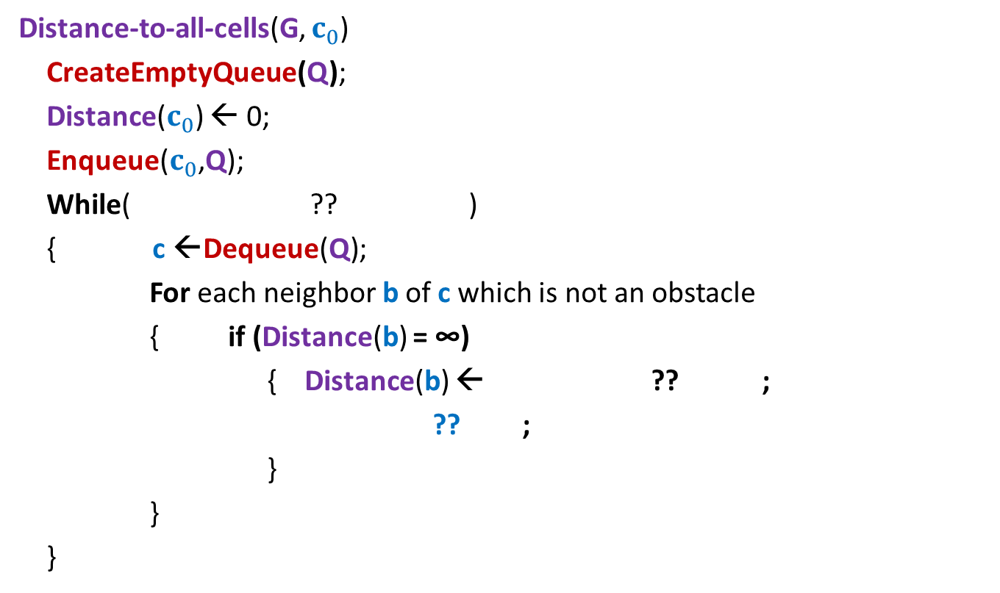 Distance-to-all-cells(G, c₀)
CreateEmptyQueue(Q);
Distance(c₀) ← 0;
Enqueue(c₀,Q);
While( ?? )
{ c ←Dequeue(Q);
For each neighbor b of c which is not an obstacle
{ if (Distance(b) = ∞)
{ Distance(b) ← ?? ;
?? ;
}
}
}